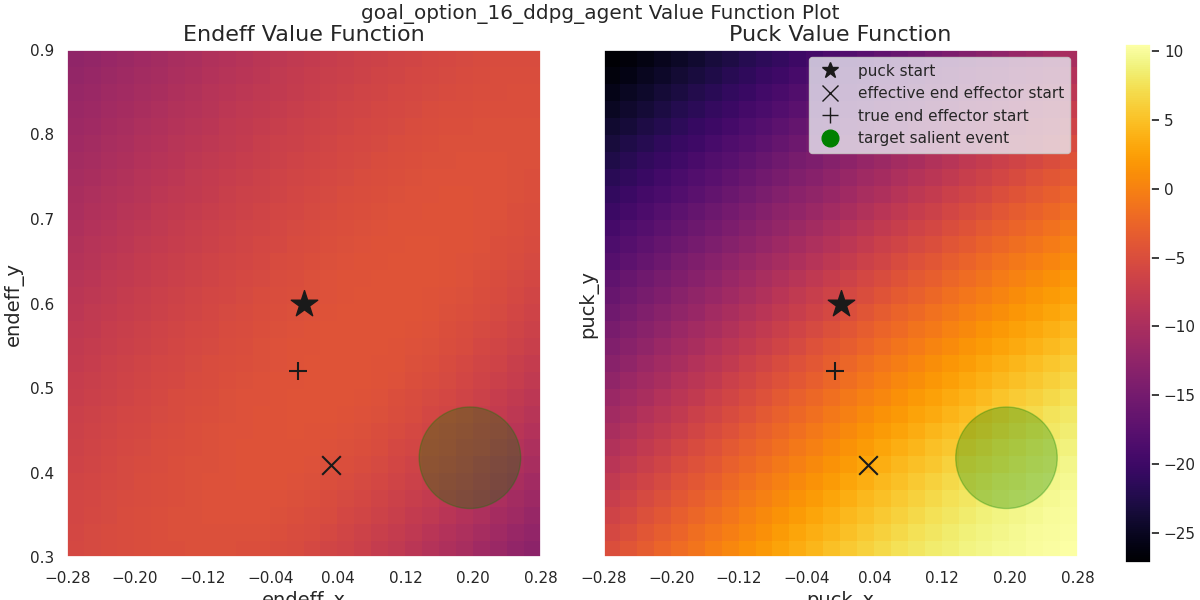 goal_option_16_ddpg_agent Value Function Plot
Endeff Value Function
0.9
0.8
0.7
0.6
0.5
0.4
0.3
endeff_y
−0.28 −0.20 −0.12 −0.04 0.04 0.12 0.20 0.28
endeff_x
Puck Value Function
puck start
effective end effector start
true end effector start
target salient event
puck_y
−0.28 −0.20 −0.12 −0.04 0.04 0.12 0.20 0.28
puck_x
10
5
0
−5
−10
−15
−20
−25